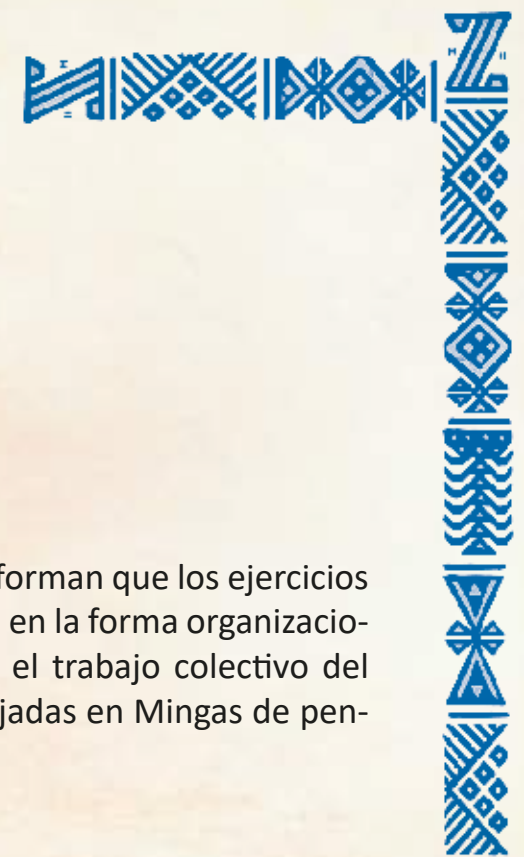 forman que los ejercicios
en la forma organizacio-
el trabajo colectivo del
jadas en Mingas de pen-